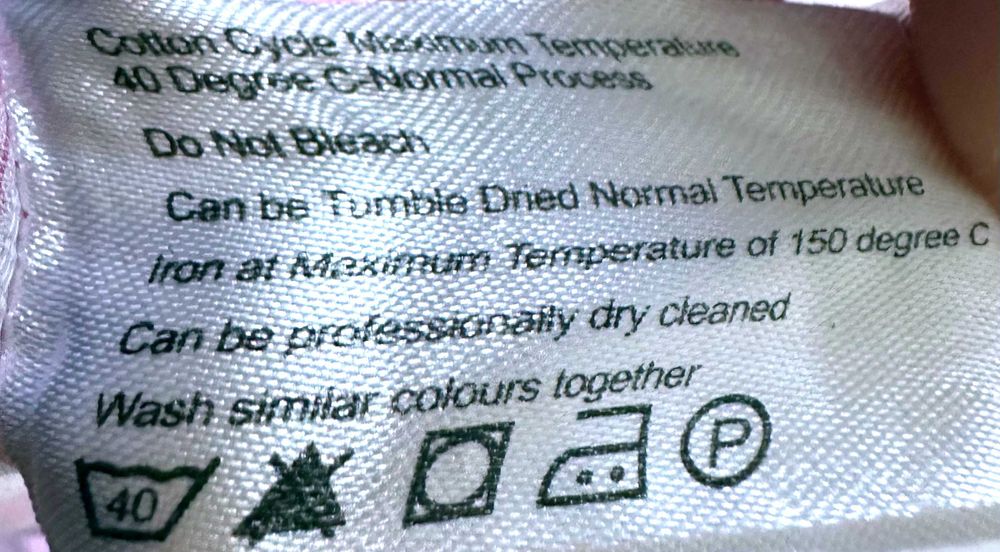 Cotton Cycle Maximum Temperature
40 Degree C-Normal Process
Do Not Bleach
Can be Tumble Dried Normal Temperature
iron at Maximum Temperature of 150 degree C
Can be professionally dry cleaned
Wash similar colours together
40 P